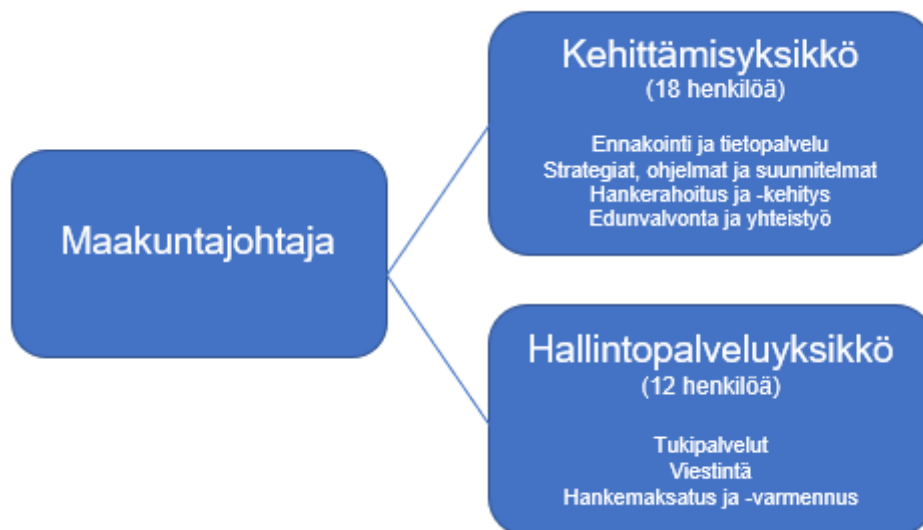 Maakuntajohtaja
Kehittämisyksikkö
(18 henkilöä)
Ennakointi ja tietopalvelu
Strategiat, ohjelmat ja suunnitelmat
Hankerahoitus ja -kehitys
Edunvalvonta ja yhteistyö
Hallintopalveluyksikkö
(12 henkilöä)
Tukipalvelut
Viestintä
Hankemaksatus ja -varmennus